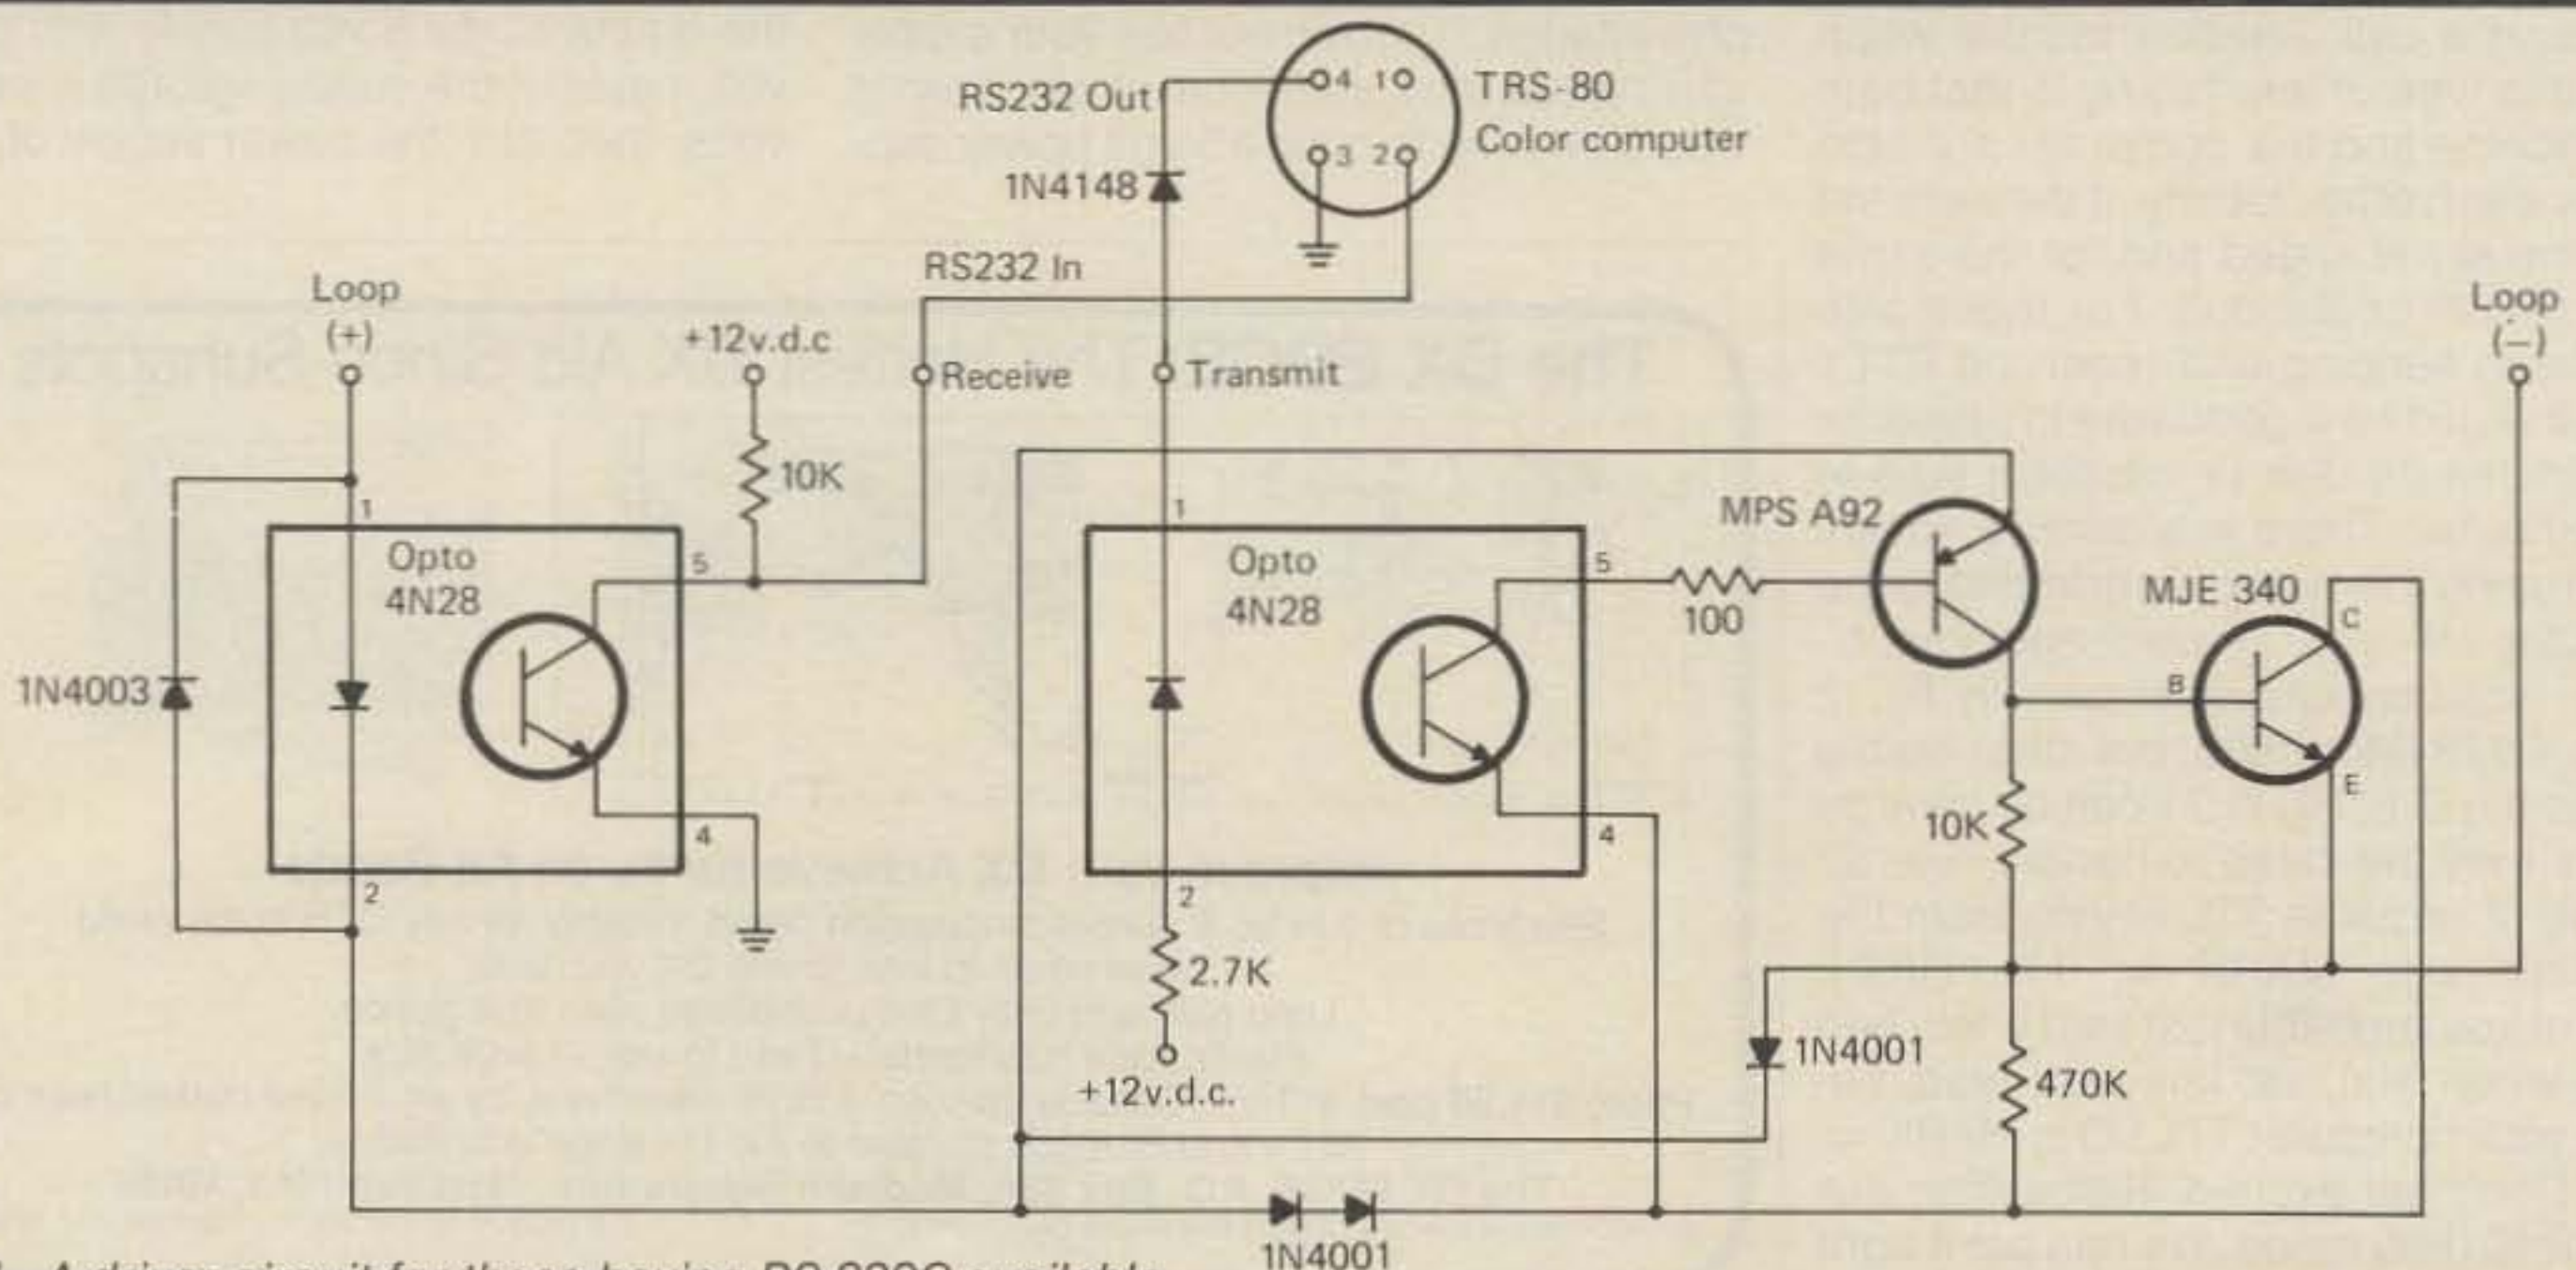 RS232 Out
4 1
3 2
TRS-80
Color computer
1N4148
RS232 In
Loop
(+)
+12v.d.c
Receive
Transmit
Loop
(−)
10K
1
Opto
4N28
5
4
2
1N4003
1
Opto
4N28
5
4
2
2.7K
+12v.d.c.
100
MPS A92
MJE 340
C
B
E
10K
1N4001
470K
1N4001